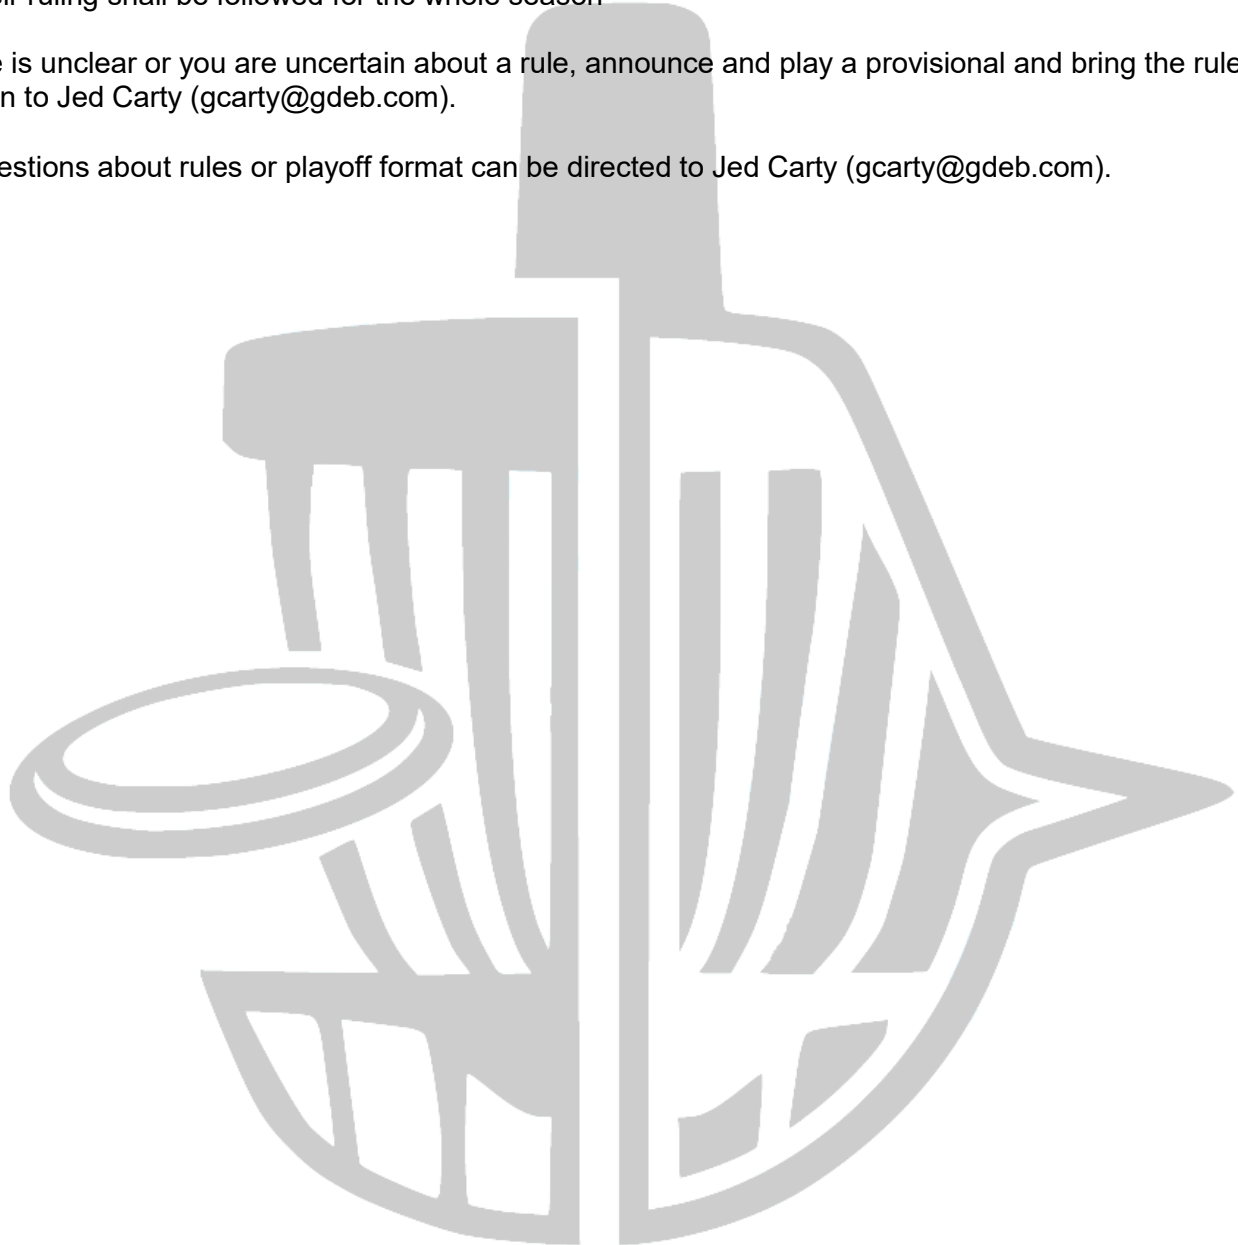 ruling shall be followed for the whole season
is unclear or you are uncertain about a rule, announce and play a provisional and bring the rule
to Jed Carty (gcarty@gdeb.com).
about rules or playoff format can be directed to Jed Carty (gcarty@gdeb.com).